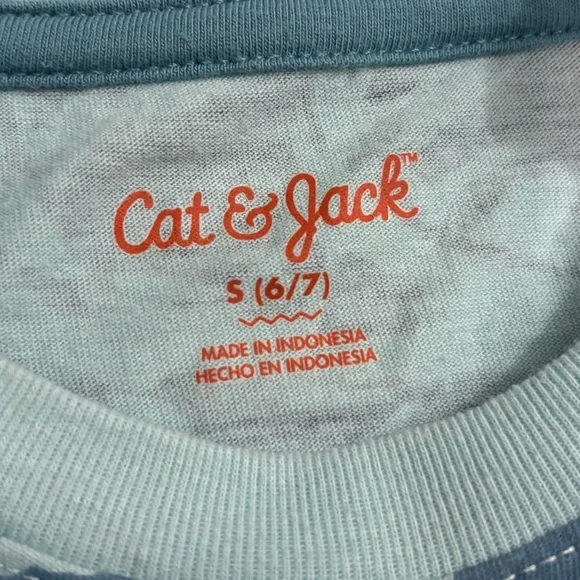 Cat & Jack™
S (6/7)
MADE IN INDONESIA
HECHO EN INDONESIA